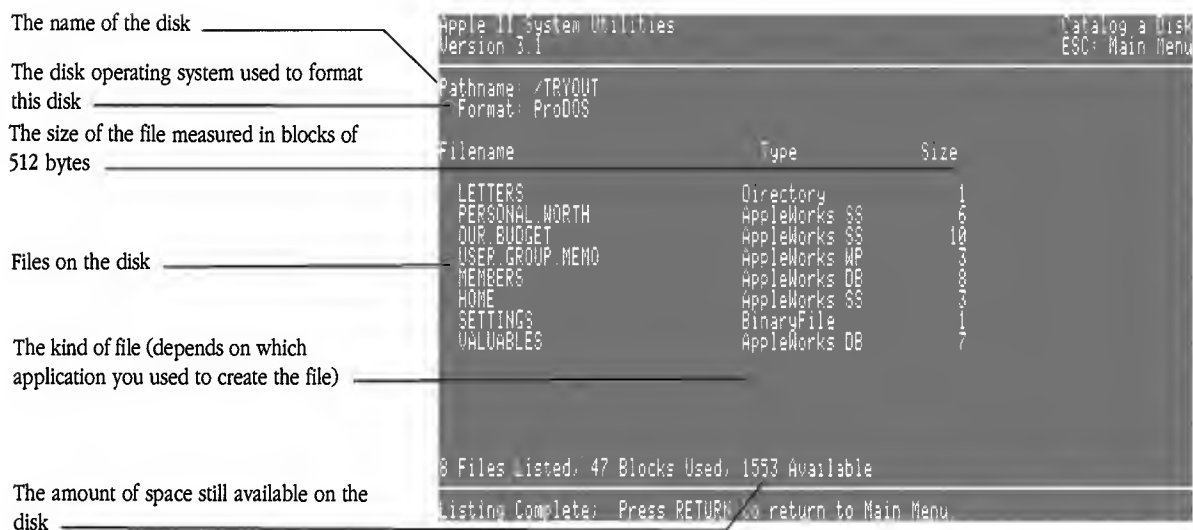 The name of the disk
The disk operating system used to format
this disk
The size of the file measured in blocks of
512 bytes
Files on the disk
The kind of file (depends on which
application you used to create the file)
The amount of space still available on the
disk
Apple II System Utilities Catalog a Disk
Version 3.1 ESC: Main Menu
Pathname: /TRYOUT
Format: ProDOS
Filename Type Size
LETTERS Directory 1
PERSONAL.WORTH AppleWorks SS 6
OUR.BUDGET AppleWorks SS 10
USER.GROUP.MEMO AppleWorks WP 3
MEMBERS AppleWorks DB 8
HOME AppleWorks SS 3
SETTINGS BinaryFile 1
VALUABLES AppleWorks DB 7
8 Files Listed, 47 Blocks Used, 1553 Available
Listing Complete; Press RETURN to return to Main Menu.